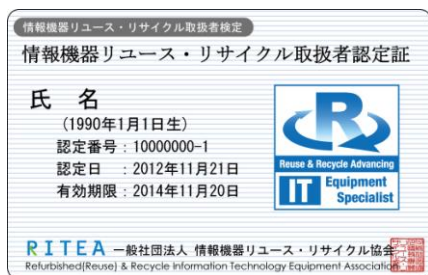 情報機器リユース・リサイクル取扱者検定
情報機器リユース・リサイクル取扱者認定証
氏 名
(1990年1月1日生)
認定番号:10000000-1
認定日 :2012年11月21日
有効期限:2014年11月20日
R
Reuse & Recycle Advancing
IT Equipment
Specialist
RITEA 一般社団法人 情報機器リユース・リサイクル協会
Refurbished(Reuse) & Recycle Information Technology Equipment Association